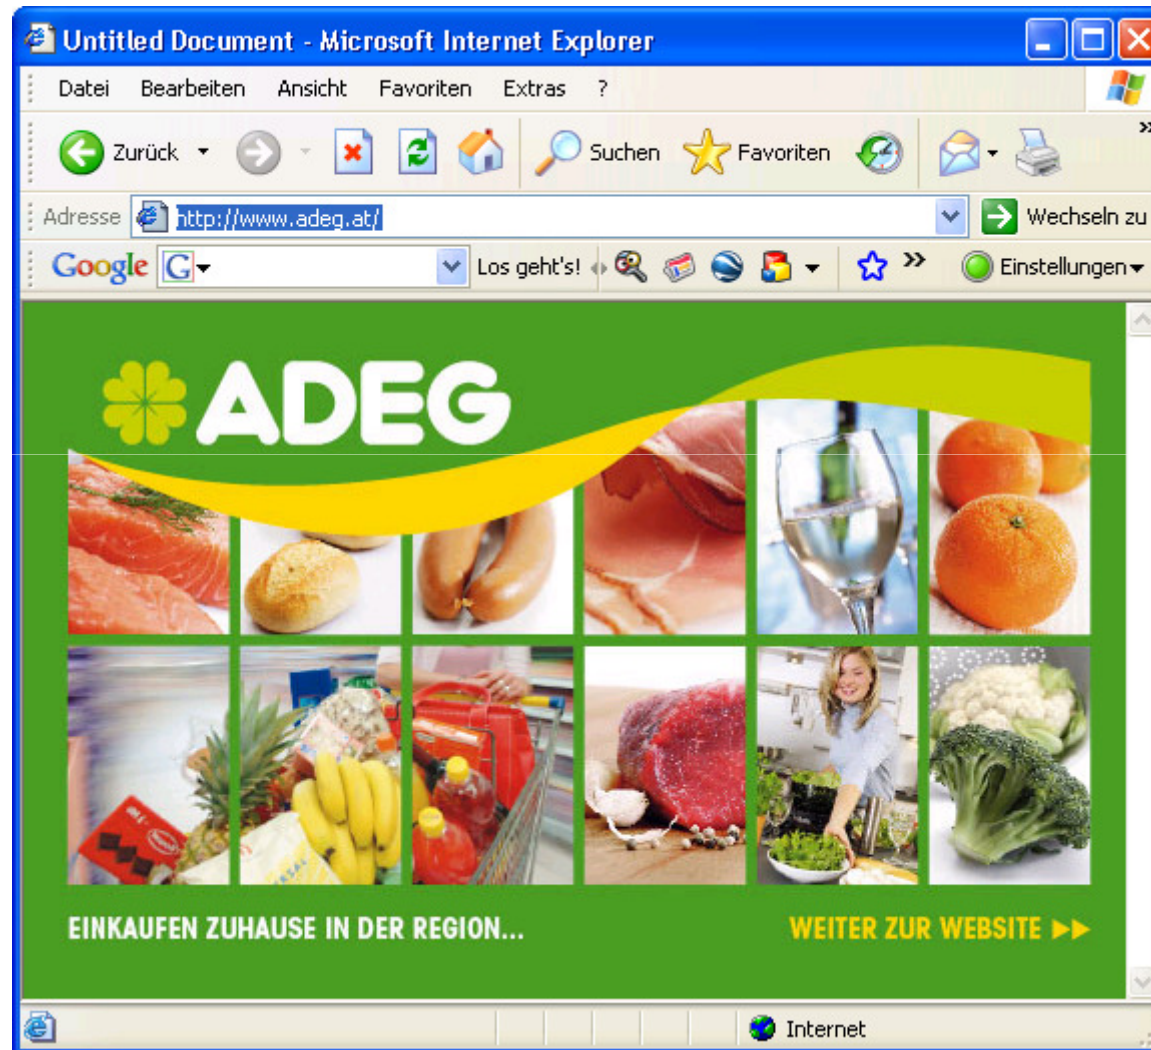 Untitled Document - Microsoft Internet Explorer
Datei Bearbeiten Ansicht Favoriten Extras ?
Zurück Suchen Favoriten »
Adresse http://www.adeg.at/ Wechseln zu
Google G Los geht's! » Einstellungen
ADEG
EINKAUFEN ZUHAUSE IN DER REGION...
WEITER ZUR WEBSITE ▶▶
Internet